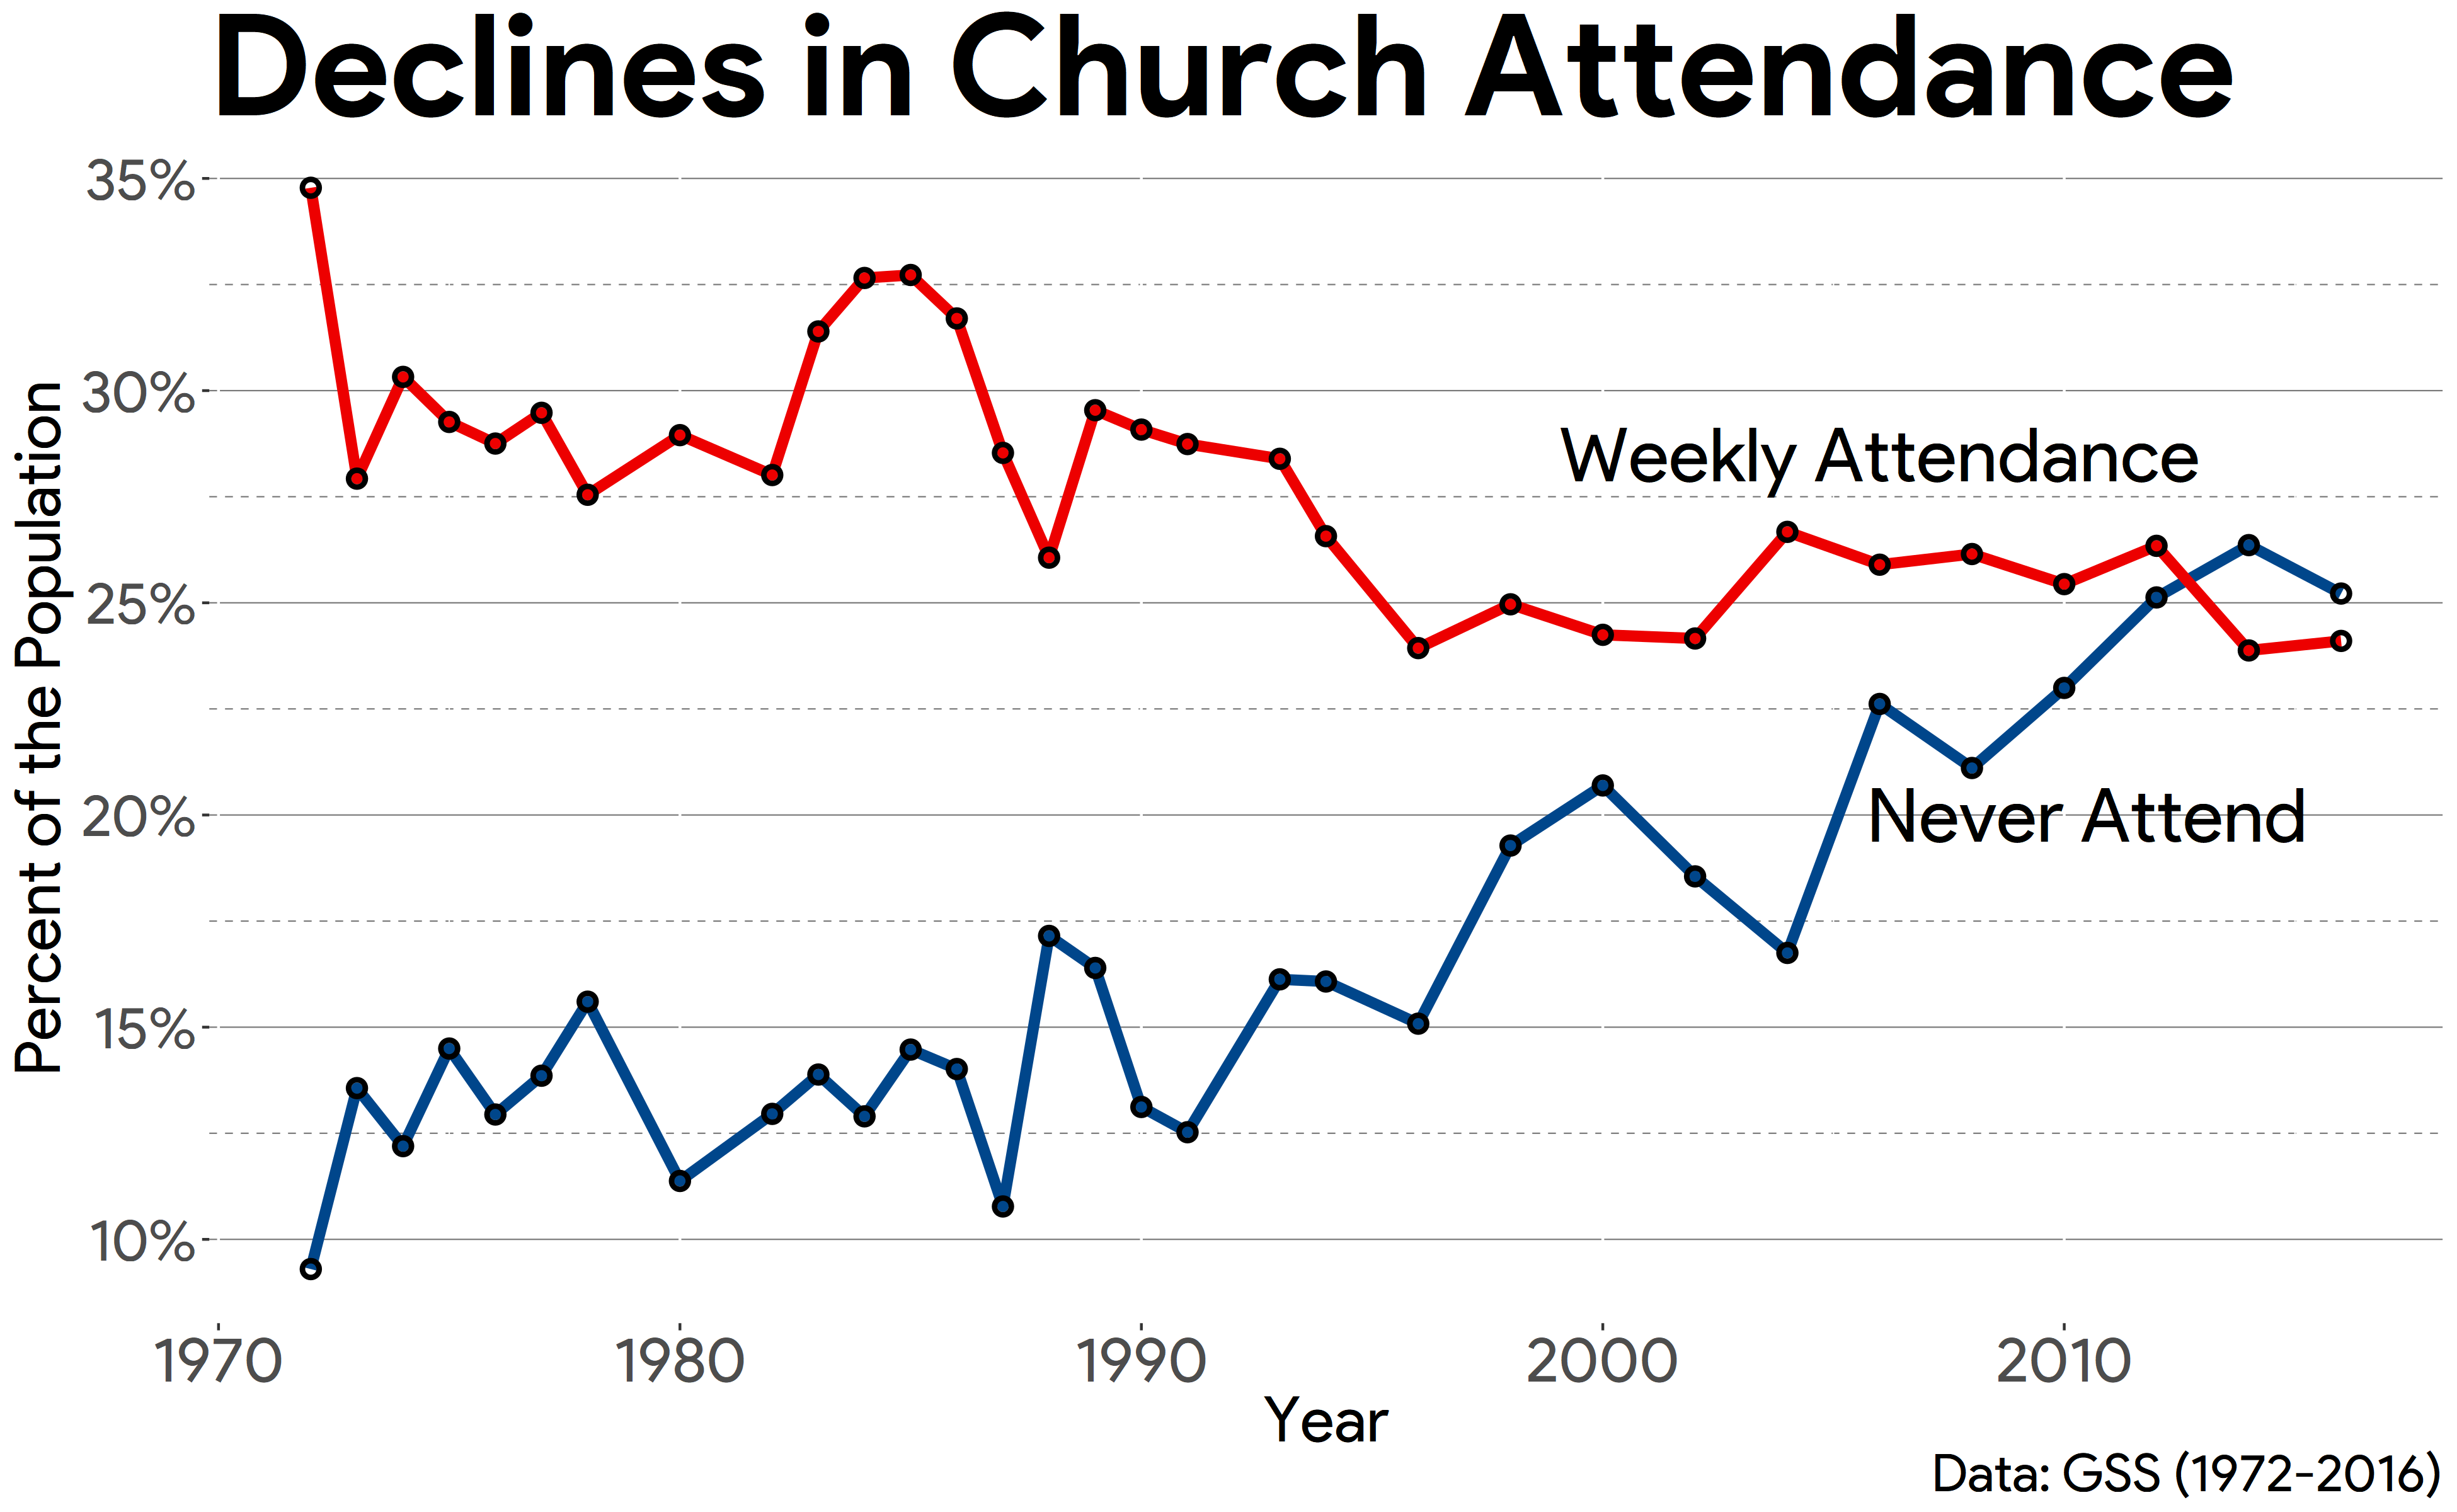 Declines in Church Attendance
35%
30%
25%
20%
15%
10%
Percent of the Population
Weekly Attendance
Never Attend
1970 1980 1990 2000 2010
Year
Data: GSS (1972-2016)